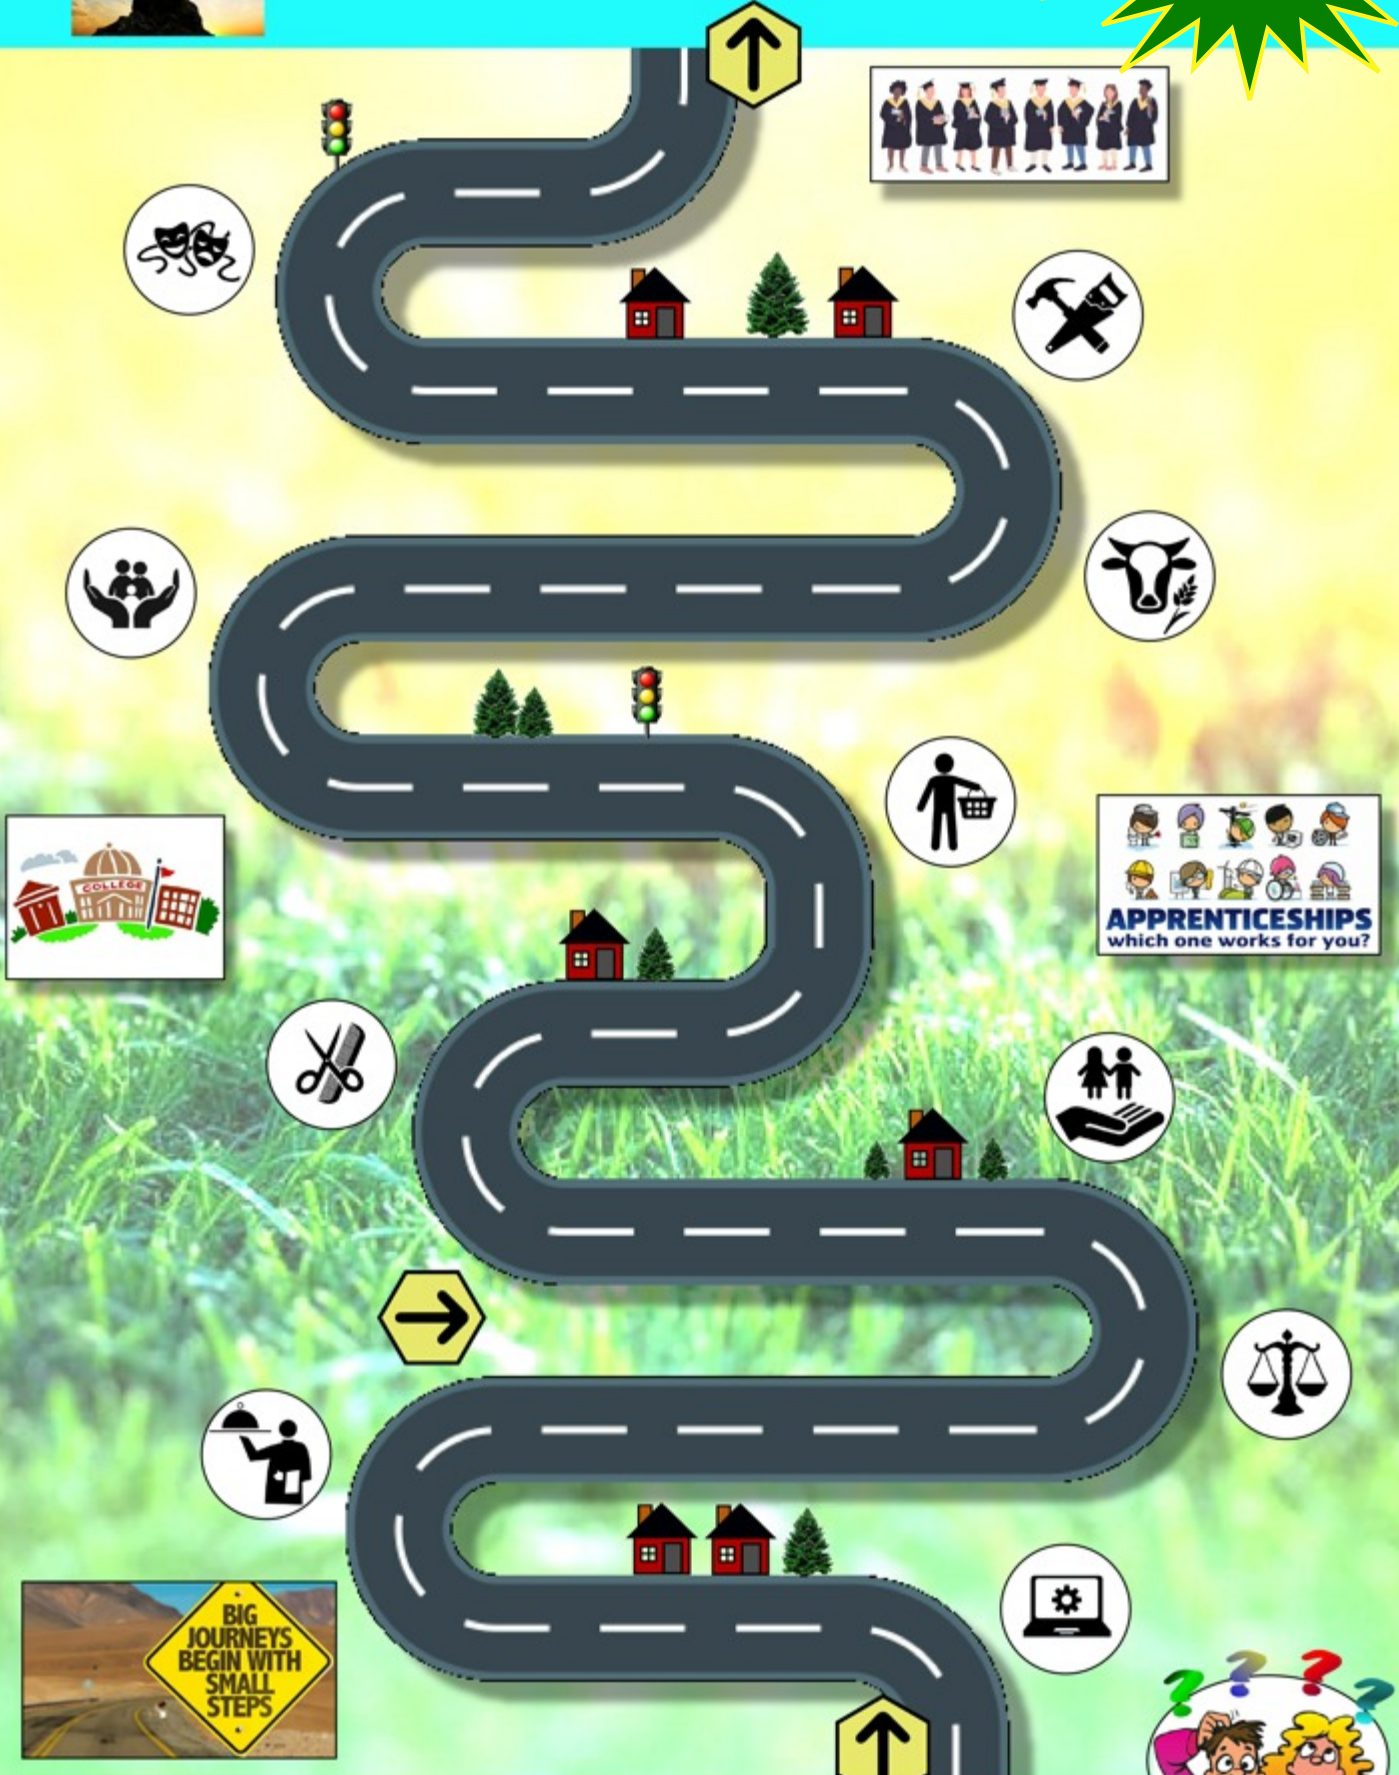 COLLEGE
APPRENTICESHIPS
which one works for you?
BIG
JOURNEYS
BEGIN WITH
SMALL
STEPS